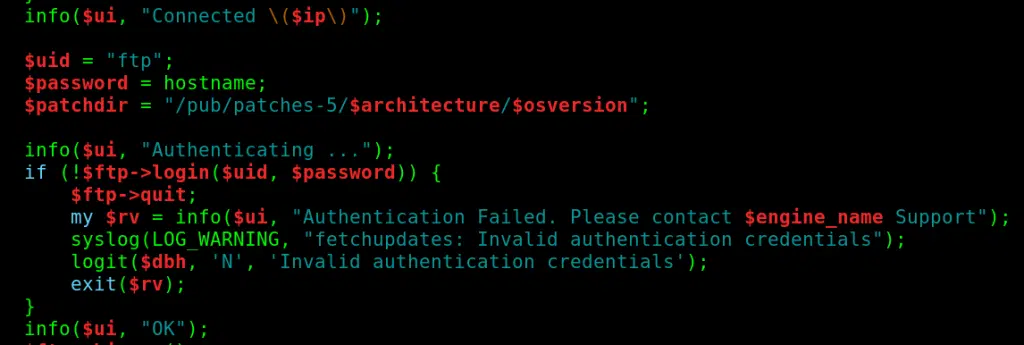 info($ui, "Connected \($ip\)");
$uid = "ftp";
$password = hostname;
$patchdir = "/pub/patches-5/$architecture/$osversion";
info($ui, "Authenticating ...");
if (!$ftp->login($uid, $password)) {
    $ftp->quit;
    my $rv = info($ui, "Authentication Failed. Please contact $engine_name Support");
    syslog(LOG_WARNING, "fetchupdates: Invalid authentication credentials");
    logit($dbh, 'N', 'Invalid authentication credentials');
    exit($rv);
}
info($ui, "OK");